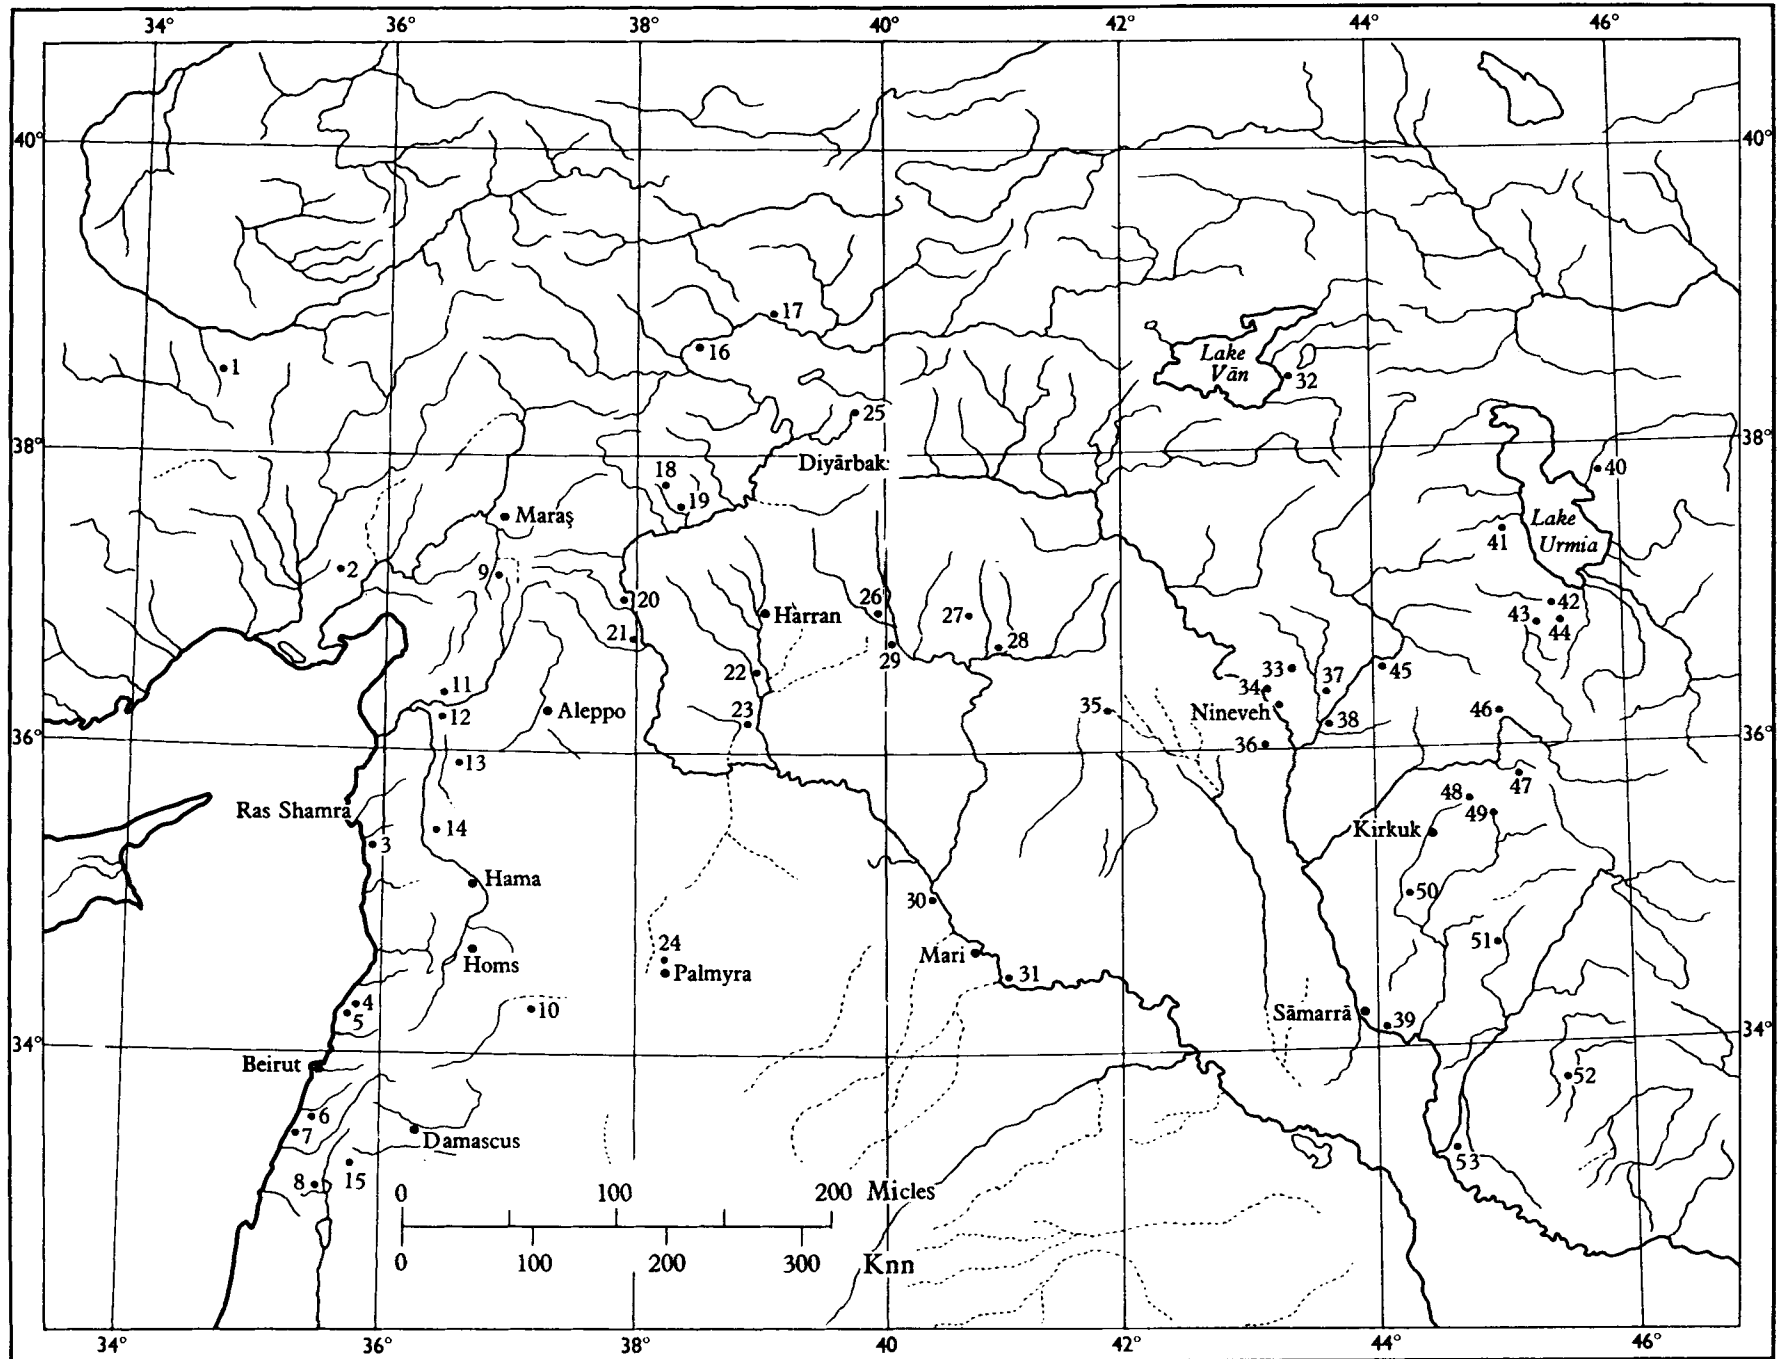 34° 36° 38° 40° 42° 44° 46°
40° 40°
17
1
16
Lake
Vān
32
25
38° 38°
Diyārbak
40
18
19
Maraş
Lake
Urmia
41
2
9
20
Harran
26
27
42
43
44
21
29
28
22
33
37
45
11
34
12
Aleppo
23
35
Nineveh
38
46
36° 36°
36
13
47
Ras Shamra
48
49
14
Kirkuk
3
Hama
30
50
24
51
Homs
Mari
Palmyra
31
4
10
5
Sāmarrā
39
34° 34°
Beirut
52
6
7
Damascus
53
8
15
0 100 200 Micles
0 100 200 300 Knn
34° 36° 38° 40° 42° 44° 46°